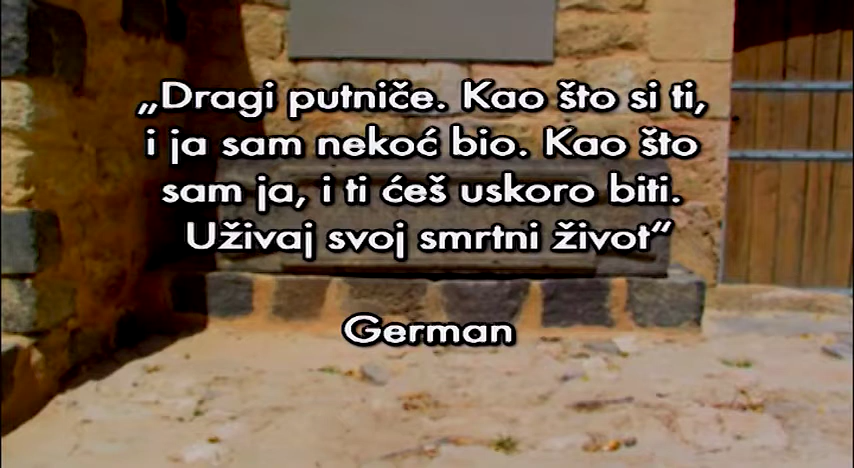 „Dragi putniče. Kao što si ti,
i ja sam nekoć bio. Kao što
sam ja, i ti ćeš uskoro biti.
Uživaj svoj smrtni život“
German